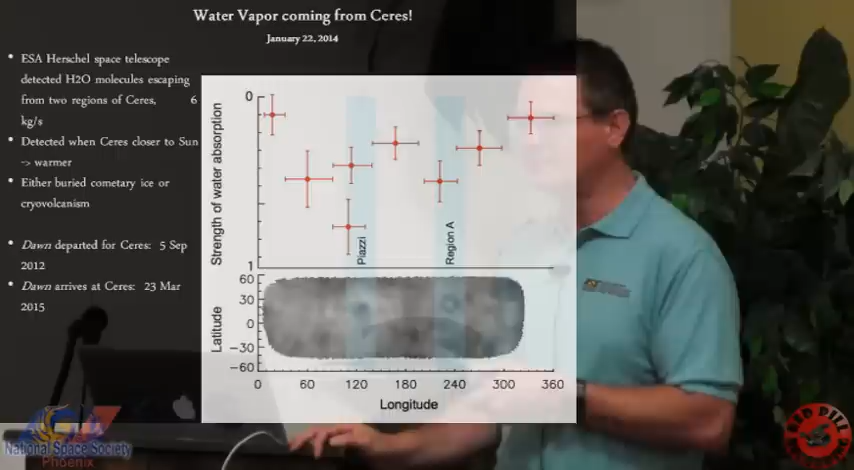 Water Vapor coming from Ceres!
January 22, 2014
• ESA Herschel space telescope
detected H2O molecules escaping
from two regions of Ceres, 6
kg/s
• Detected when Ceres closer to Sun
-> warmer
• Either buried cometary ice or
cryovolcanism
• Dawn departed for Ceres: 5 Sep
2012
• Dawn arrives at Ceres: 23 Mar
2015
Strength of water absorption
0
1
Piazzi
Region A
Latitude
60
30
0
−30
−60
0 60 120 180 240 300 360
Longitude
National Space Society
Phoenix
RED PILL